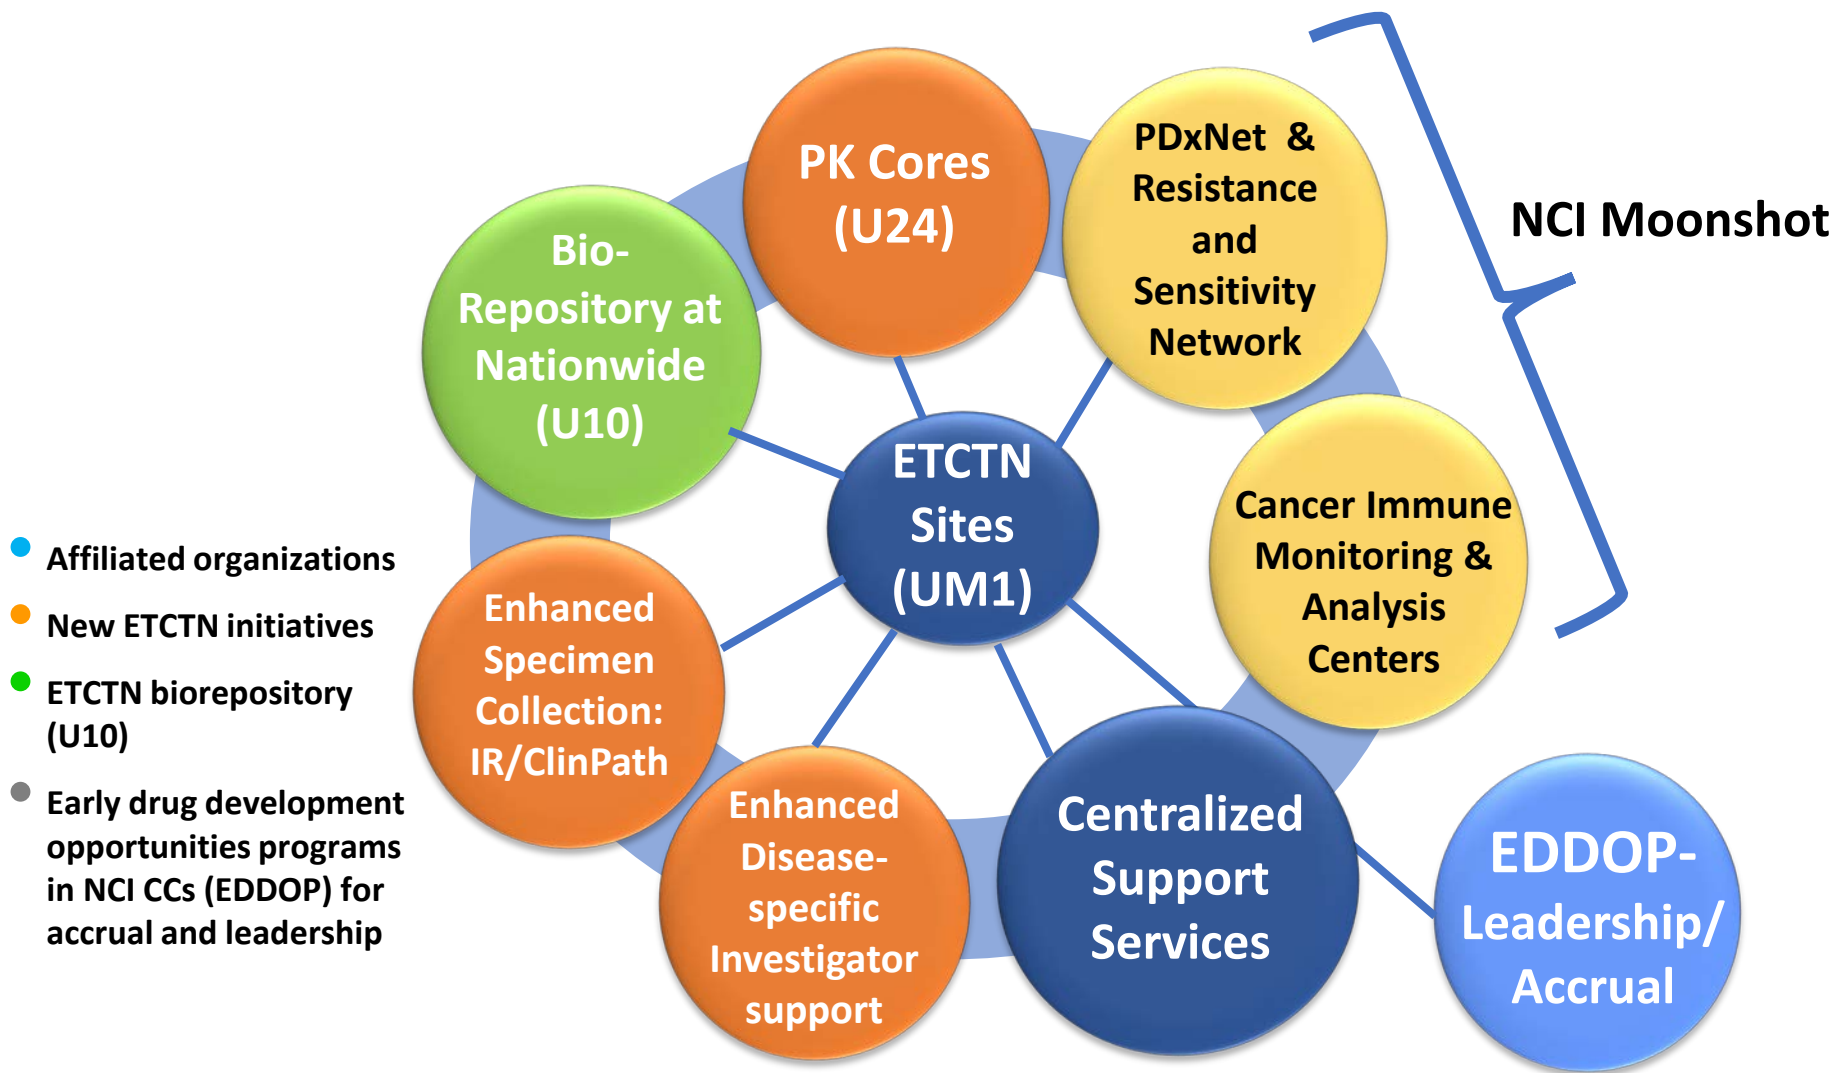 PK Cores
(U24)
PDxNet & 
Resistance
and
Sensitivity
Network
NCI Moonshot
Bio-
Repository at
Nationwide
(U10)
ETCTN
Sites
(UM1)
Cancer Immune
Monitoring &
Analysis
Centers
Affiliated organizations
New ETCTN initiatives
ETCTN biorepository
(U10)
Early drug development
opportunities programs
in NCI CCs (EDDOP) for
accrual and leadership
Enhanced
Specimen
Collection:
IR/ClinPath
Enhanced
Disease-
specific
Investigator
support
Centralized
Support
Services
EDDOP-
Leadership/
Accrual